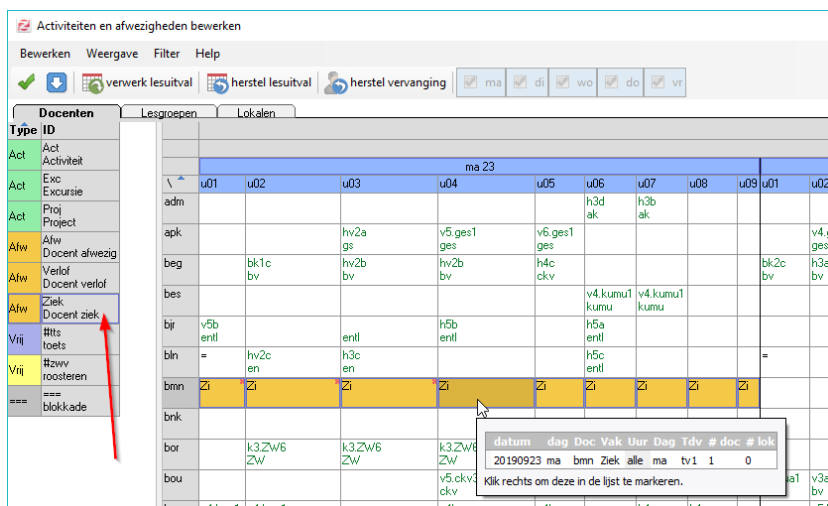 Activiteiten en afwezigheden bewerken
Bewerken Weergave Filter Help
verwerk lesuitval herstel lesuitval herstel vervanging ma di wo do vr
Docenten Lesgroepen Lokalen
Type ID
Act Act
Activiteit
Act Exc
Excursie
Act Proj
Project
Afw Afw
Docent afwezig
Afw Verlof
Docent verlof
Afw Ziek
Docent ziek
Vrij #tts
toets
Vrij #zwv
roosteren
=== ===
blokkade
ma 23
\ u01 u02 u03 u04 u05 u06 u07 u08 u09 u01 u02
adm h3d h3b
ak ak
apk hv2a v5.ges1 v6.ges1 v4.
gs ges ges ges
beg bk1c hv2b hv2b h4c bk2c h3a
bv bv bv ckv bv bv
bes v4.kumu1 v4.kumu1
kumu kumu
bjr v5b h5b h5a
entl entl entl entl
bln = hv2c h3c h5c =
en en entl
bmn Zi Zi Zi Zi Zi Zi Zi Zi Zi
bnk
bor k3.ZW6 k3.ZW6 k3.ZW6
ZW ZW ZW
bou v5.ckv v3a
ckv bv
datum dag Doc Vak Uur Dag Tdv # doc # lok
20190923 ma bmn Ziek alle ma tv1 1 0
Klik rechts om deze in de lijst te markeren.